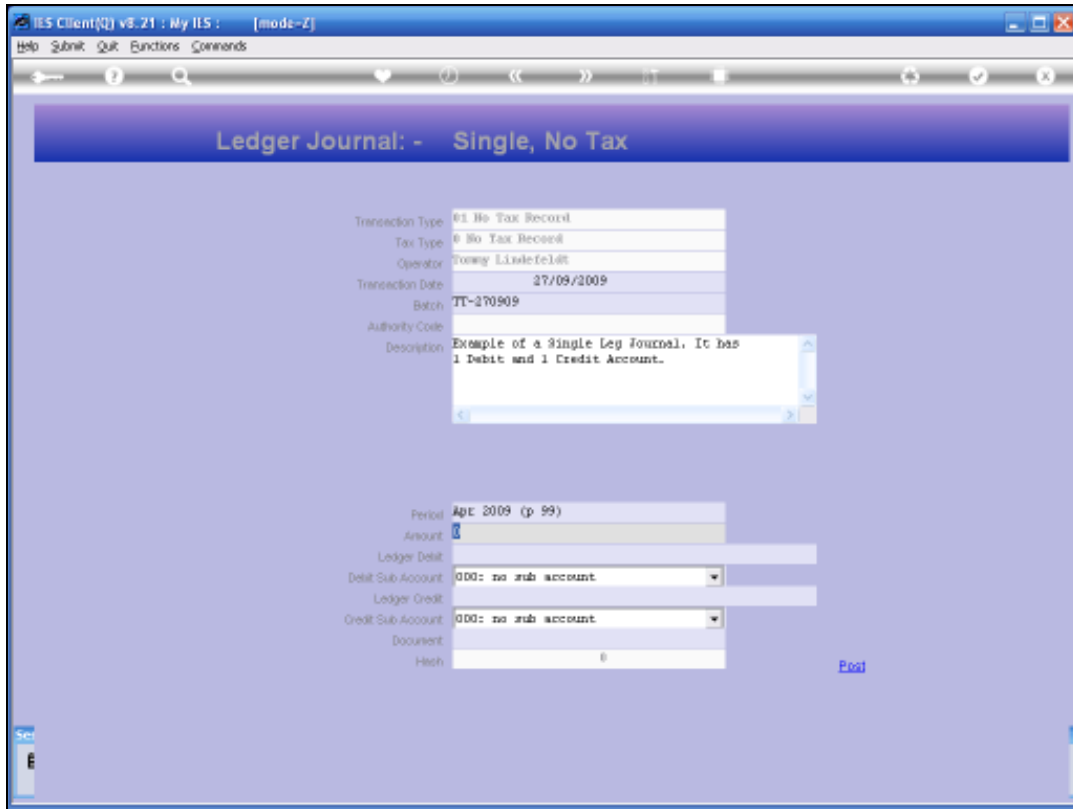 IES Client(Q) v8.21 : My IES : [mode=Z]
Help Submit Quit Functions Commands
Ledger Journal: - Single, No Tax
Transaction Type 01 No Tax Record
Tax Type 0 No Tax Record
Operator Tommy Lindefeldt
Transaction Date 27/09/2009
Batch TT-270909
Authority Code
Description Example of a Single Leg Journal. It has
1 Debit and 1 Credit Account.
Period Apr 2009 (p 99)
Amount 0
Ledger Debit
Debit Sub Account 000: no sub account
Ledger Credit
Credit Sub Account 000: no sub account
Document
Hash 0
Post